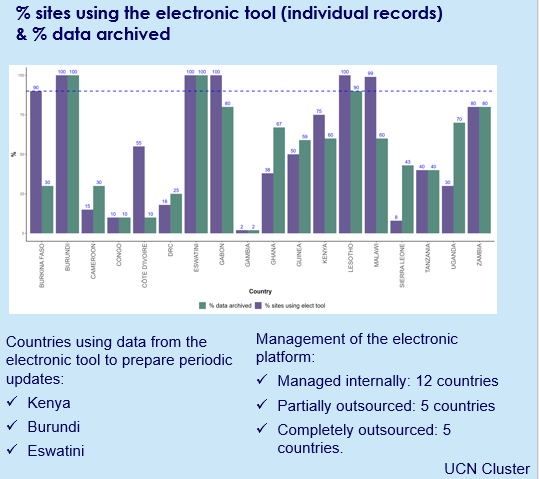 % sites using the electronic tool (individual records)
& % data archived
100
75
50
25
0
%
90
30
100
100
15
30
10
10
55
10
18
25
100
100
100
80
2
2
38
67
50
59
75
60
100
90
99
60
8
43
40
40
30
70
80
80
BURKINA FASO
BURUNDI
CAMEROON
CONGO
CÔTE D'IVOIRE
DRC
ESWATINI
GABON
GAMBIA
GHANA
GUINEA
KENYA
LESOTHO
MALAWI
SIERRA LEONE
TANZANIA
UGANDA
ZAMBIA
Country
% data archived
% sites using elect tool
Countries using data from the
electronic tool to prepare periodic
updates:
✓ Kenya
✓ Burundi
✓ Eswatini
Management of the electronic
platform:
✓ Managed internally: 12 countries
✓ Partially outsourced: 5 countries
✓ Completely outsourced: 5
countries.
UCN Cluster